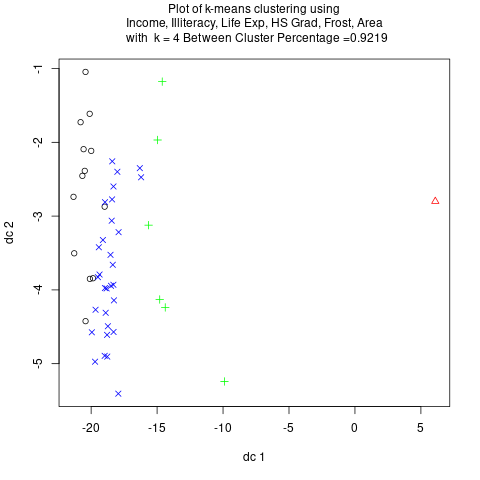 Plot of k-means clustering using
Income, Illiteracy, Life Exp, HS Grad, Frost, Area
with  k = 4 Between Cluster Percentage =0.9219
-1
-2
-3
-4
-5
dc 2
-20
-15
-10
-5
0
5
dc 1